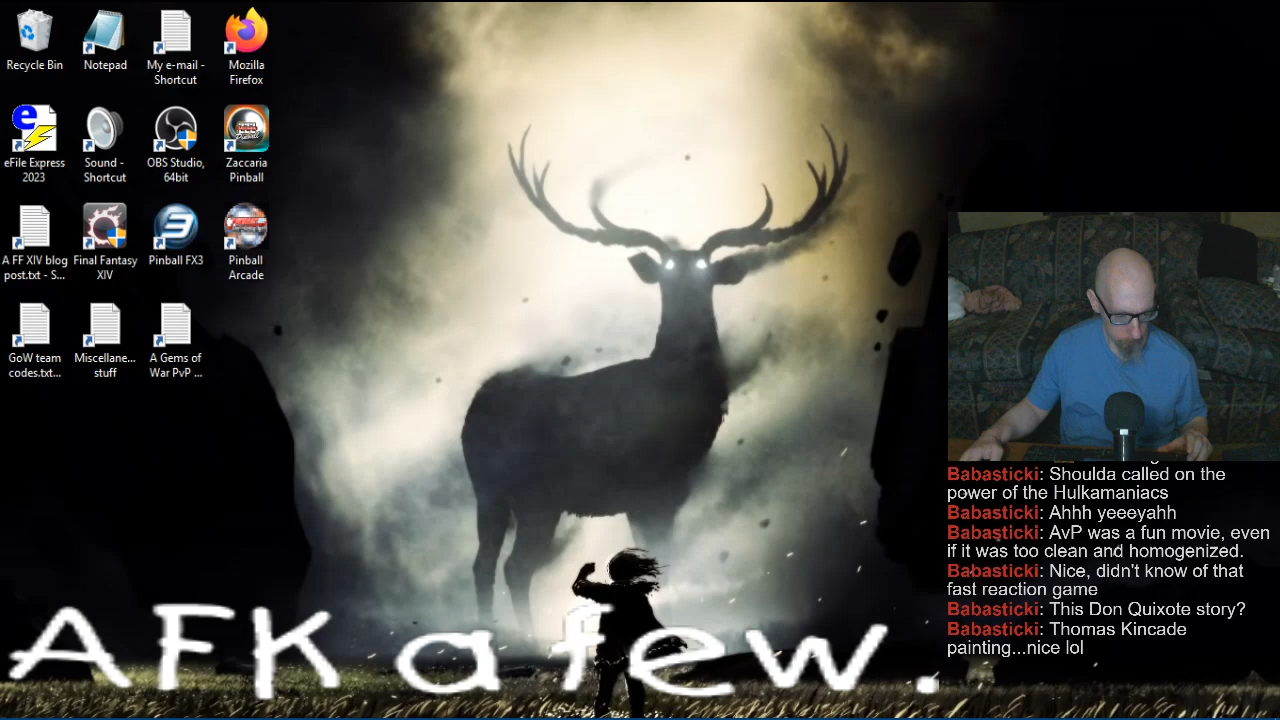 Recycle Bin
Notepad
My e-mail -
Shortcut
Mozilla
Firefox
eFile Express
2023
Sound -
Shortcut
OBS Studio,
64bit
Zaccaria
Pinball
A FF XIV blog
post.txt - S...
Final Fantasy
XIV
Pinball FX3
Pinball
Arcade
GoW team
codes.txt...
Miscellane...
stuff
A Gems of
War PvP ...
AFK a few.
Babasticki: Shoulda called on the
power of the Hulkamaniacs
Babasticki: Ahhh yeeeyahh
Babasticki: AvP was a fun movie, even
if it was too clean and homogenized.
Babasticki: Nice, didn't know of that
fast reaction game
Babasticki: This Don Quixote story?
Babasticki: Thomas Kincade
painting...nice lol